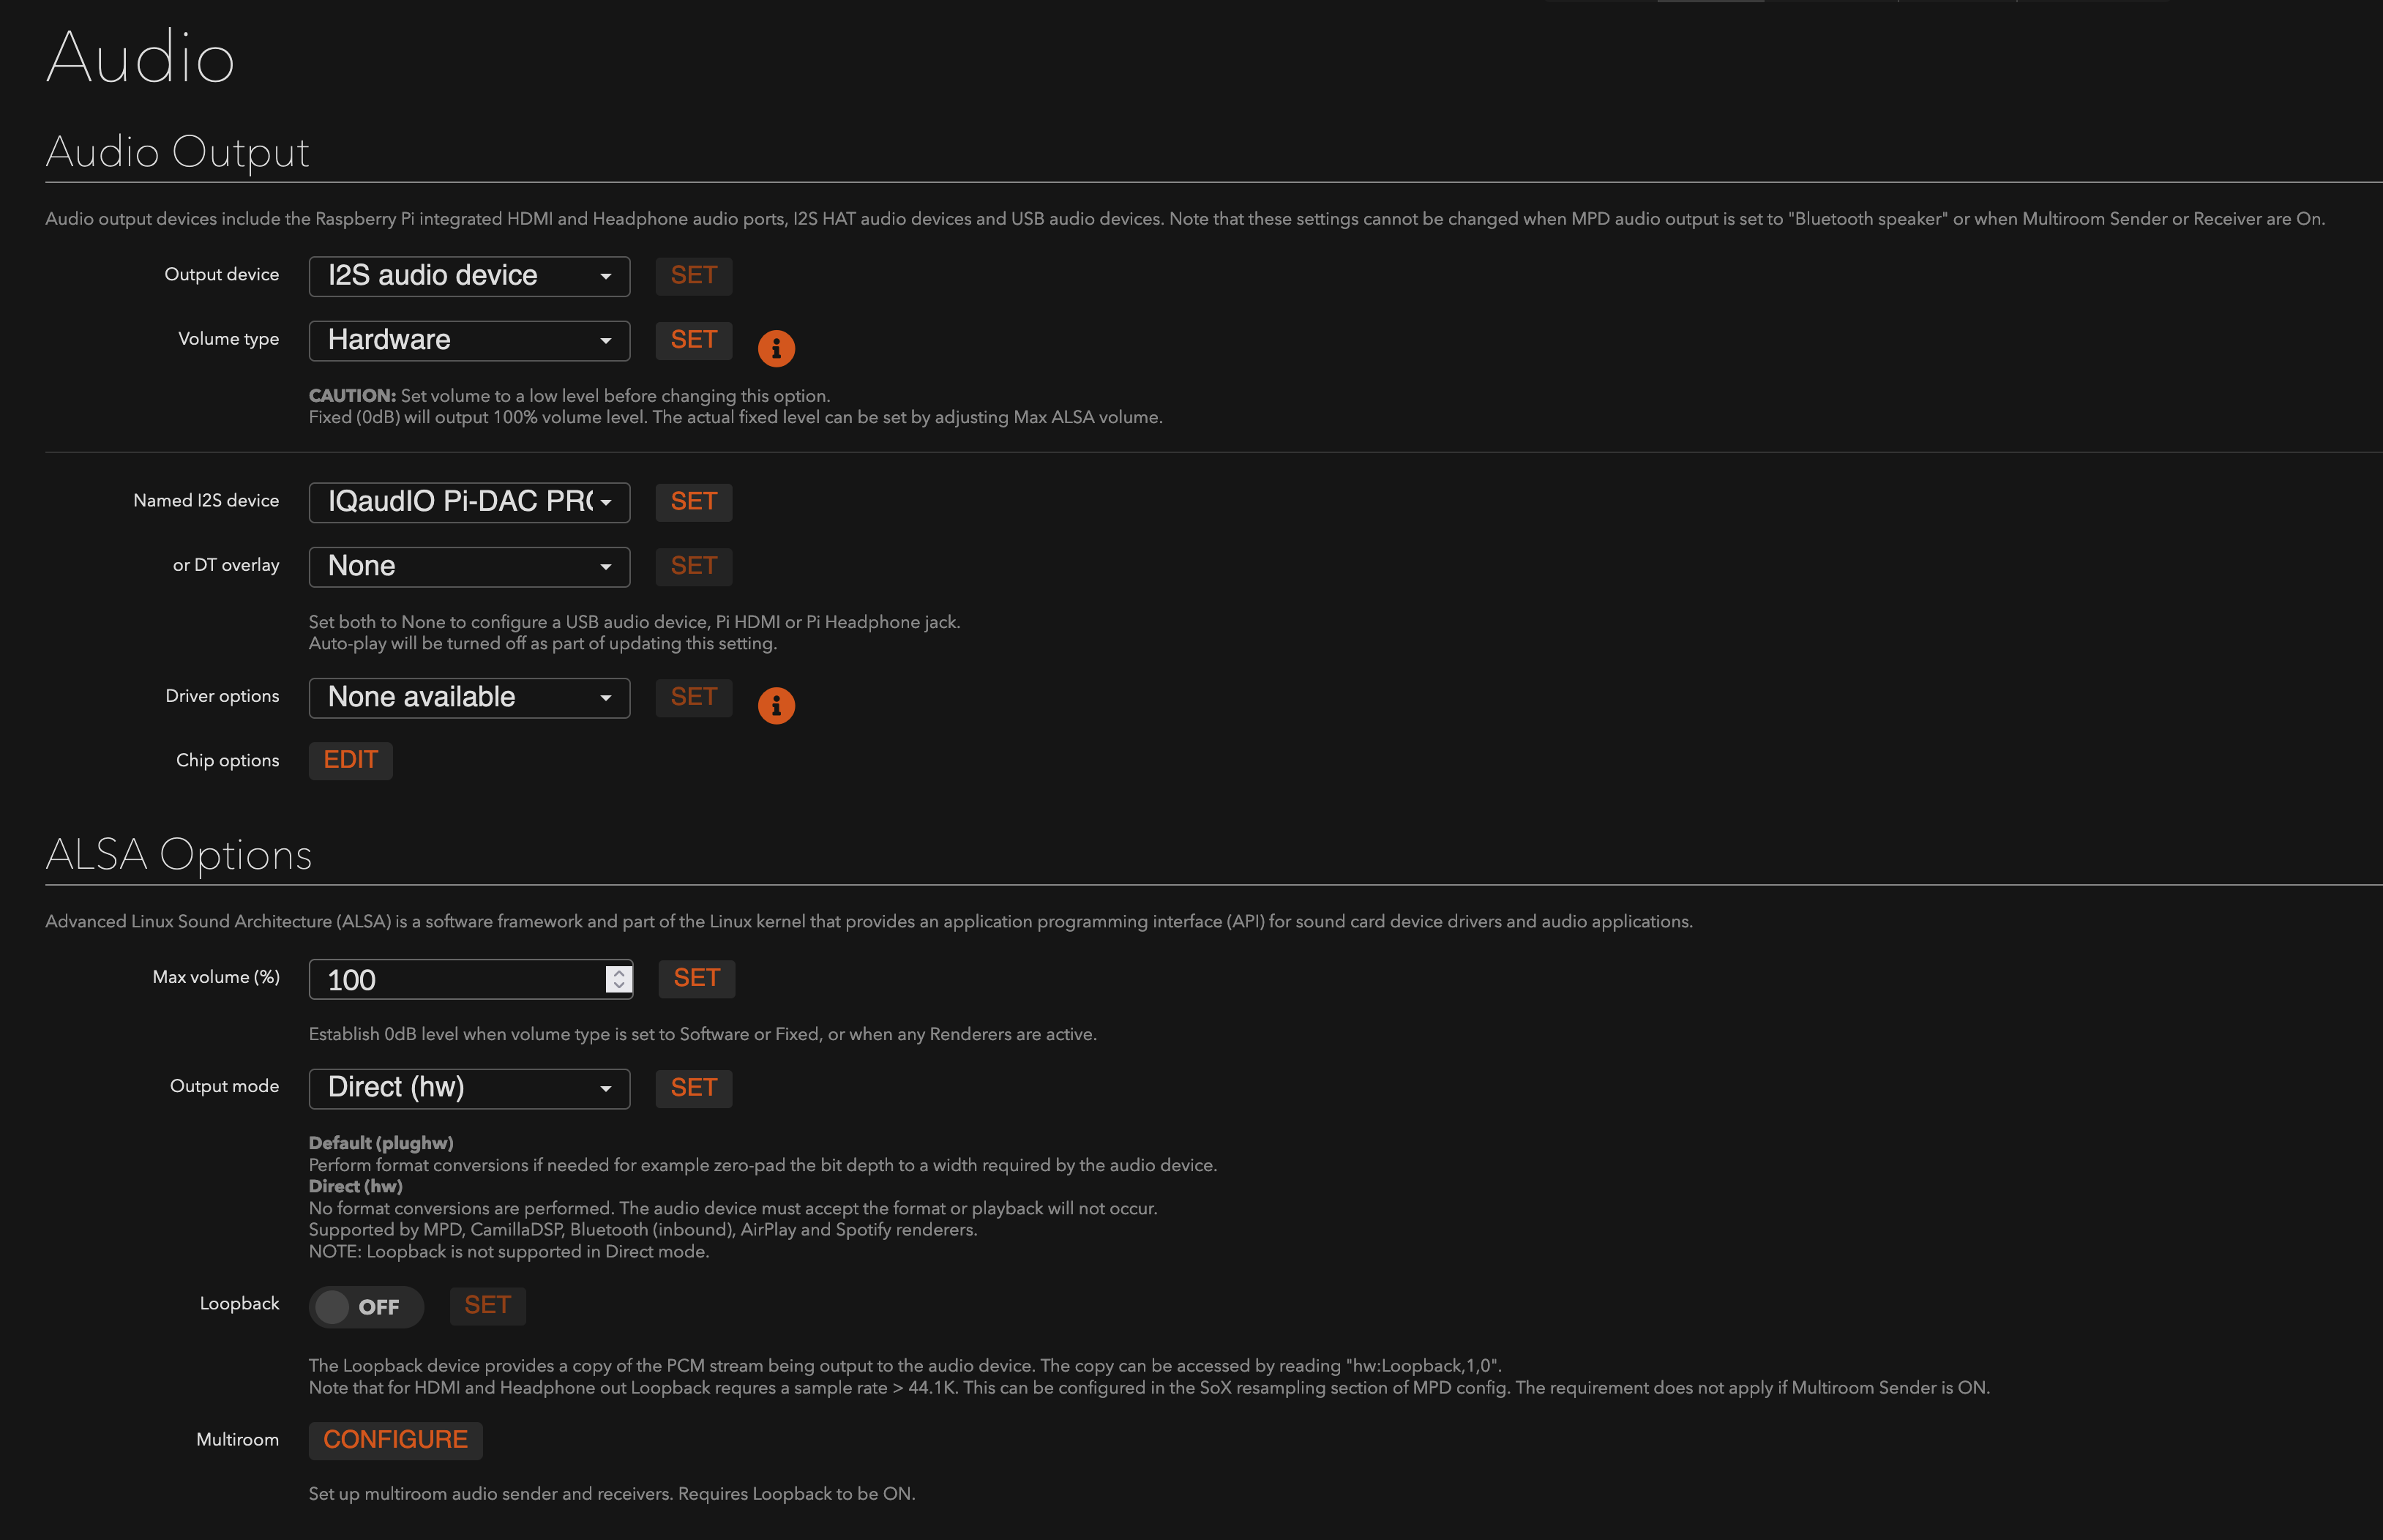 Audio
Audio Output
Audio output devices include the Raspberry Pi integrated HDMI and Headphone audio ports, I2S HAT audio devices and USB audio devices. Note that these settings cannot be changed when MPD audio output is set to "Bluetooth speaker" or when Multiroom Sender or Receiver are On.
Output device I2S audio device SET
Volume type Hardware SET
CAUTION: Set volume to a low level before changing this option.
Fixed (0dB) will output 100% volume level. The actual fixed level can be set by adjusting Max ALSA volume.
Named I2S device IQaudIO Pi-DAC PRO SET
or DT overlay None SET
Set both to None to configure a USB audio device, Pi HDMI or Pi Headphone jack.
Auto-play will be turned off as part of updating this setting.
Driver options None available SET
Chip options EDIT
ALSA Options
Advanced Linux Sound Architecture (ALSA) is a software framework and part of the Linux kernel that provides an application programming interface (API) for sound card device drivers and audio applications.
Max volume (%) 100 SET
Establish 0dB level when volume type is set to Software or Fixed, or when any Renderers are active.
Output mode Direct (hw) SET
Default (plughw)
Perform format conversions if needed for example zero-pad the bit depth to a width required by the audio device.
Direct (hw)
No format conversions are performed. The audio device must accept the format or playback will not occur.
Supported by MPD, CamillaDSP, Bluetooth (inbound), AirPlay and Spotify renderers.
NOTE: Loopback is not supported in Direct mode.
Loopback OFF SET
The Loopback device provides a copy of the PCM stream being output to the audio device. The copy can be accessed by reading "hw:Loopback,1,0".
Note that for HDMI and Headphone out Loopback requres a sample rate > 44.1K. This can be configured in the SoX resampling section of MPD config. The requirement does not apply if Multiroom Sender is ON.
Multiroom CONFIGURE
Set up multiroom audio sender and receivers. Requires Loopback to be ON.